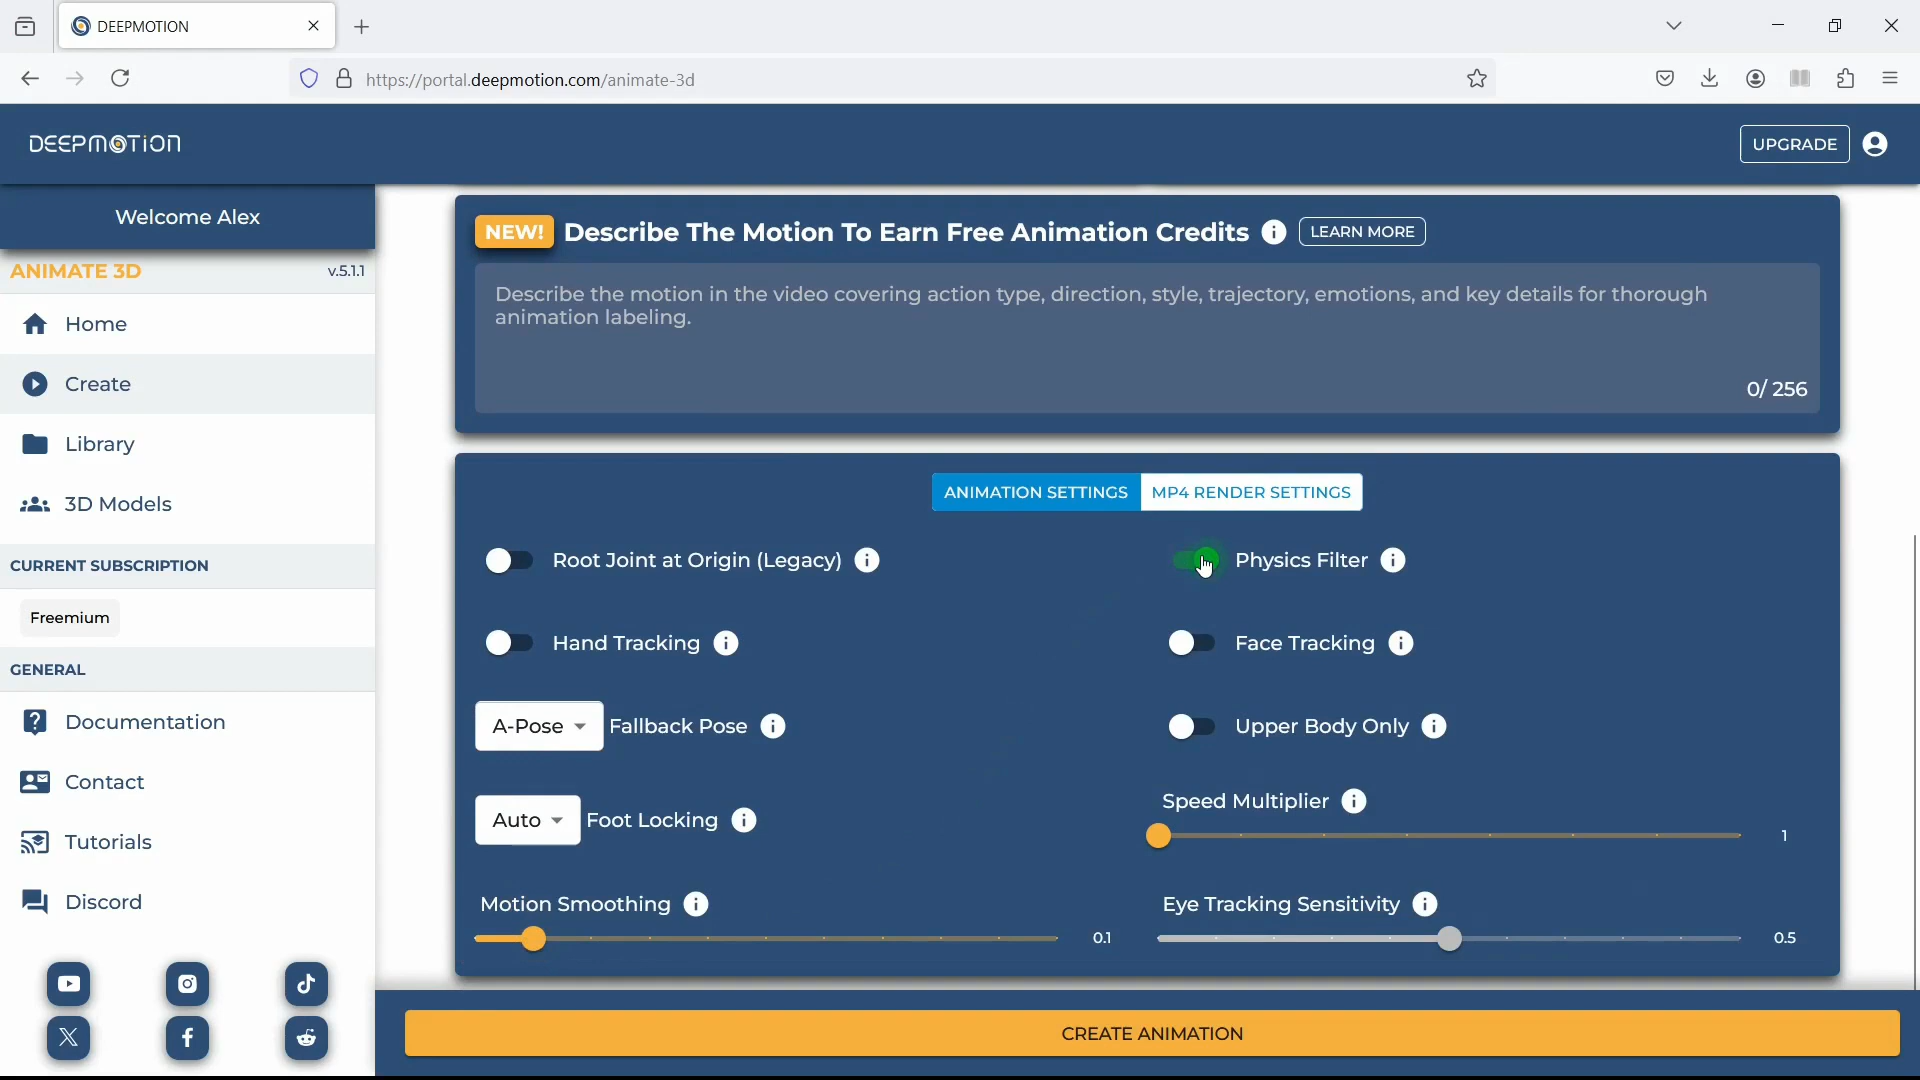 DEEPMOTION
https://portal.deepmotion.com/animate-3d
DEEPMOTION
UPGRADE
Welcome Alex
ANIMATE 3D
v.5.1.1
Home
Create
Library
3D Models
CURRENT SUBSCRIPTION
Freemium
GENERAL
Documentation
Contact
Tutorials
Discord
NEW! Describe The Motion To Earn Free Animation Credits
LEARN MORE
Describe the motion in the video covering action type, direction, style, trajectory, emotions, and key details for thorough
animation labeling.
0/ 256
ANIMATION SETTINGS
MP4 RENDER SETTINGS
Root Joint at Origin (Legacy)
Physics Filter
Hand Tracking
Face Tracking
A-Pose
Fallback Pose
Upper Body Only
Auto
Foot Locking
Speed Multiplier
1
Motion Smoothing
0.1
Eye Tracking Sensitivity
0.5
CREATE ANIMATION